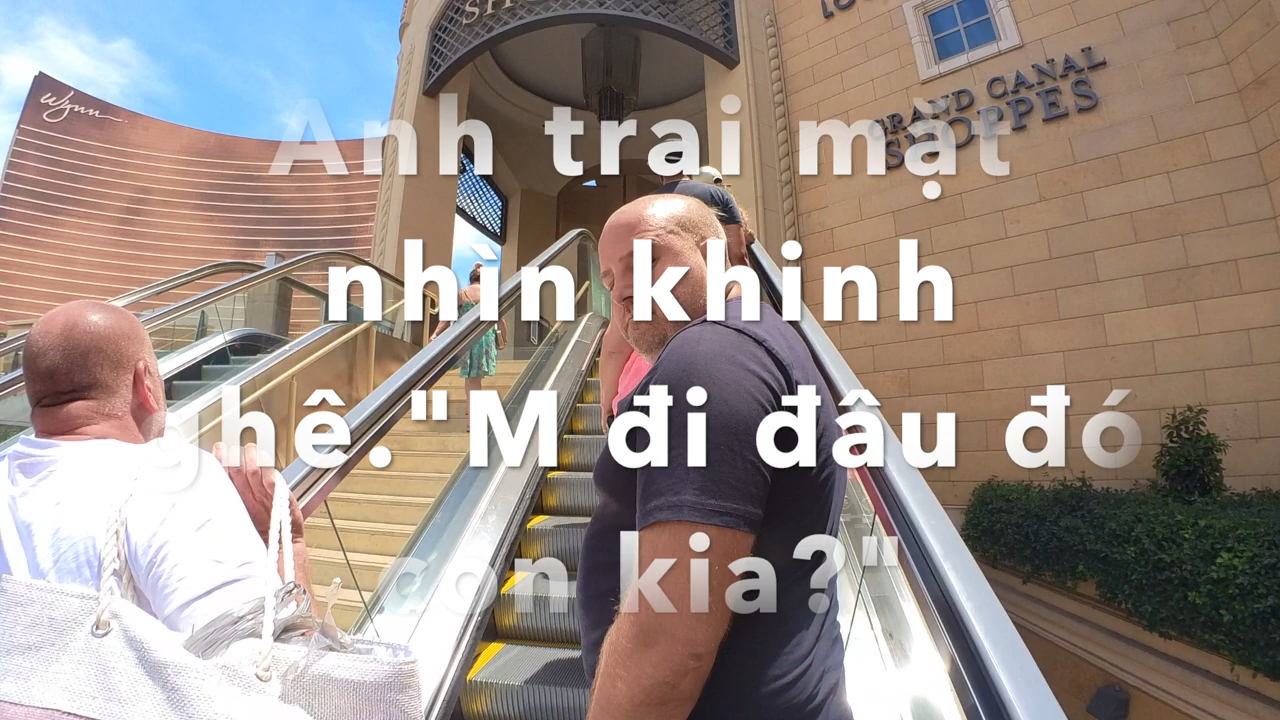 Wynn
GRAND CANAL
SHOPPES
Anh trai mặt
nhìn khinh
ghê."M đi đâu đó
con kia?"